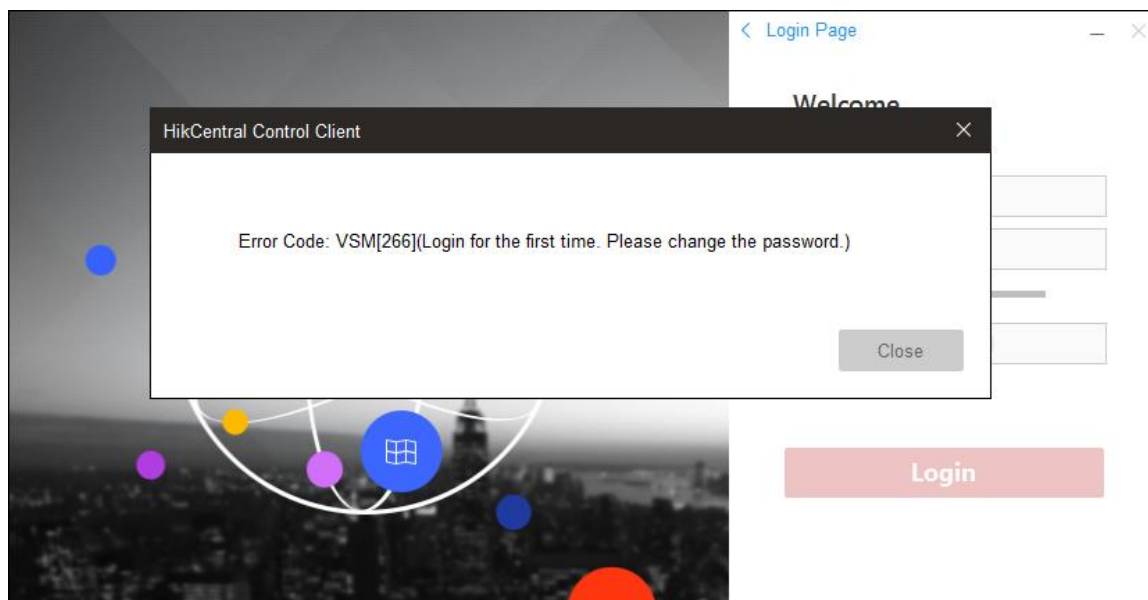 Login Page
Welcome
HikCentral Control Client
Error Code: VSM[266](Login for the first time. Please change the password.)
Close
Login